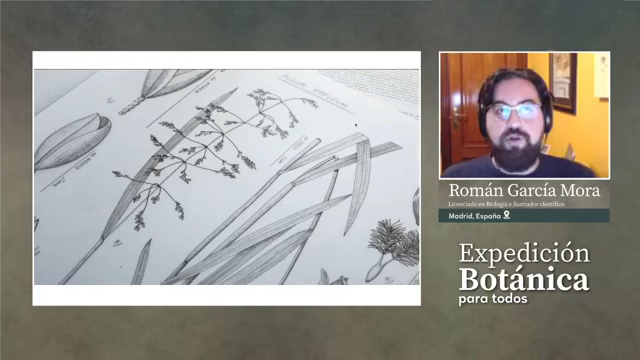 Román García Mora
Licenciado en Biología e ilustrador científico
Madrid, España
Expedición
Botánica
para todos